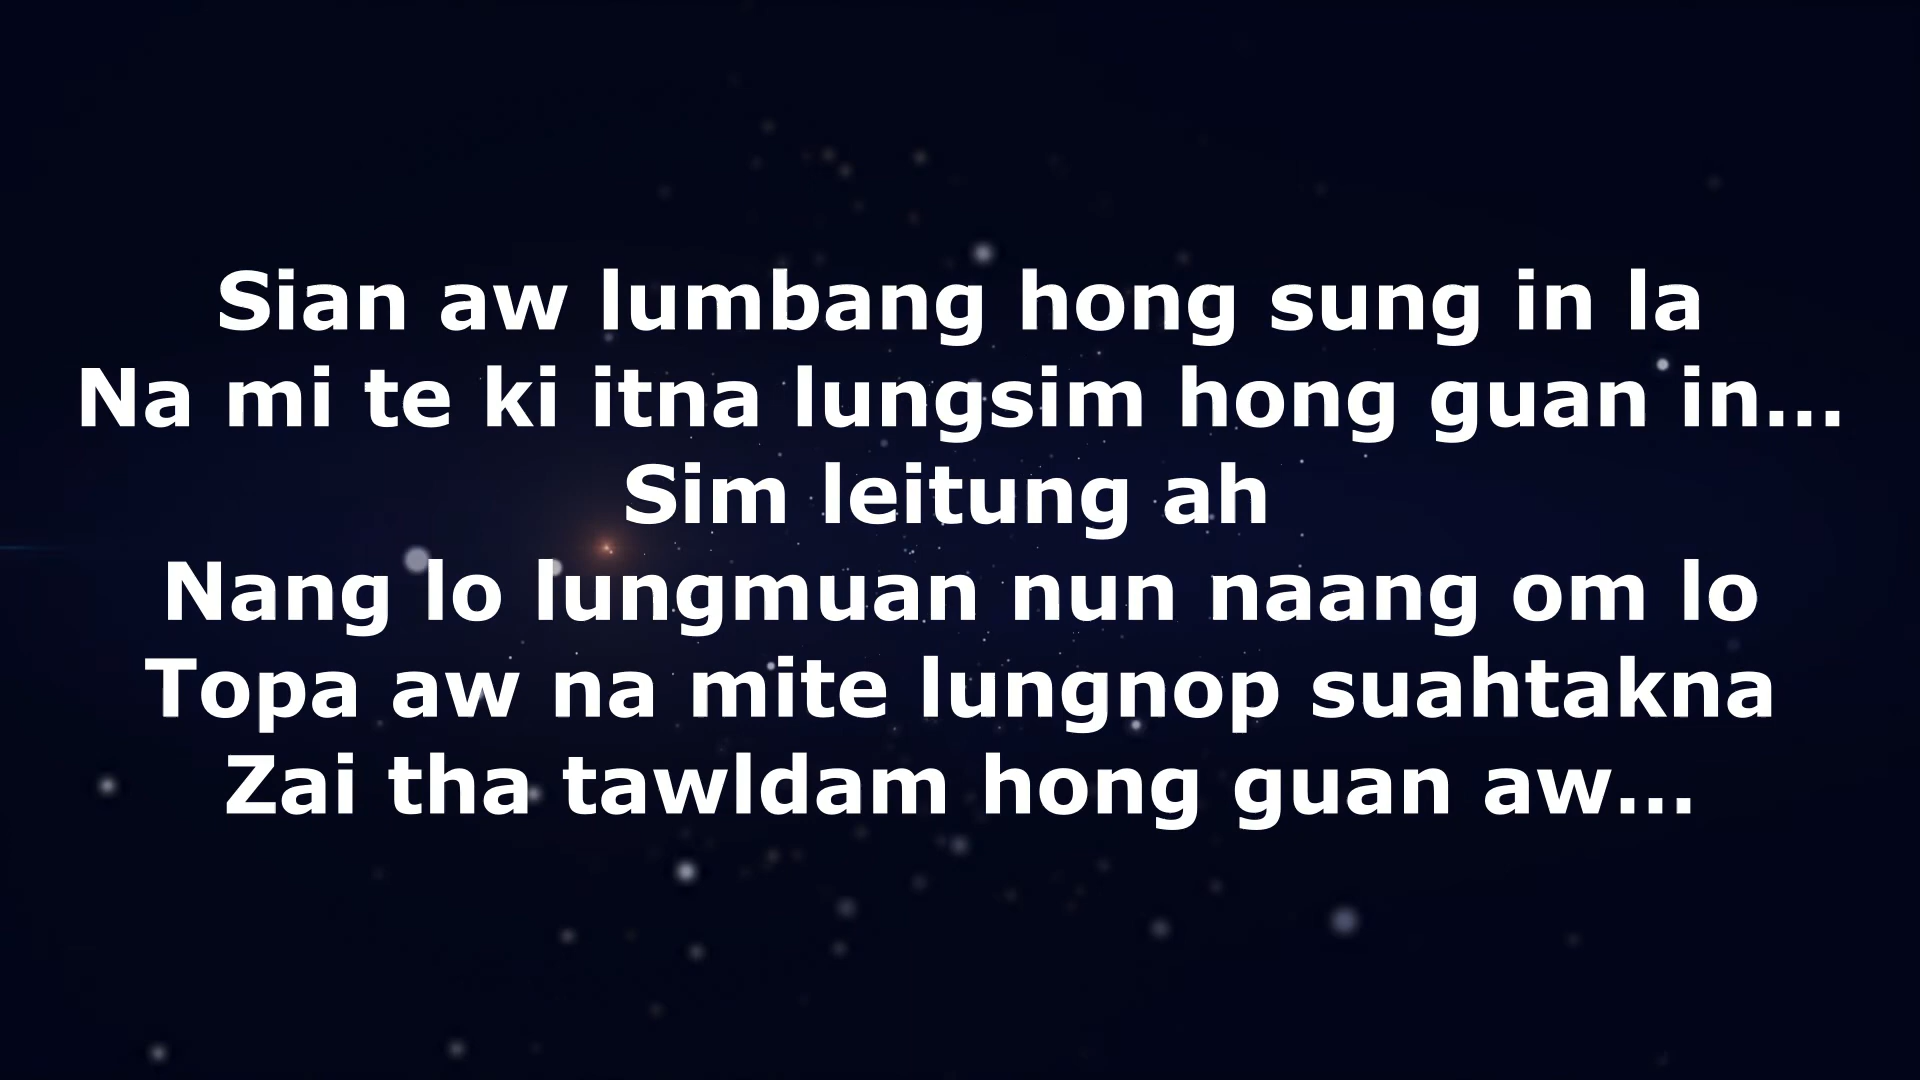 Sian aw lumbang hong sung in la
Na mi te ki itna lungsim hong guan in...
Sim leitung ah
Nang lo lungmuan nun naang om lo
Topa aw na mite lungnop suahtakna
Zai tha tawldam hong guan aw...